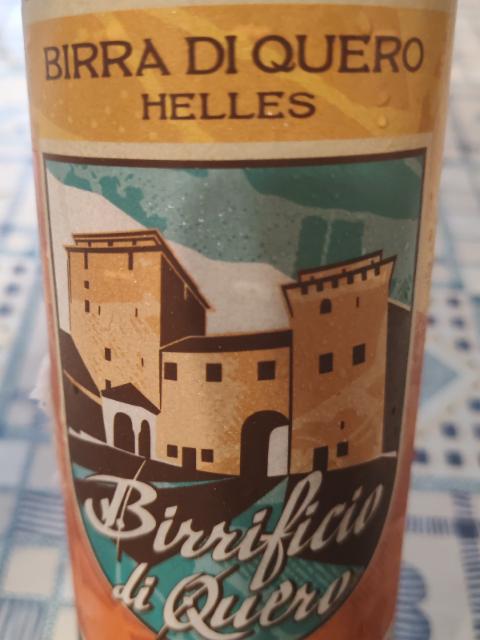 BIRRA DI QUERO
HELLES
Birrificio
di Quero